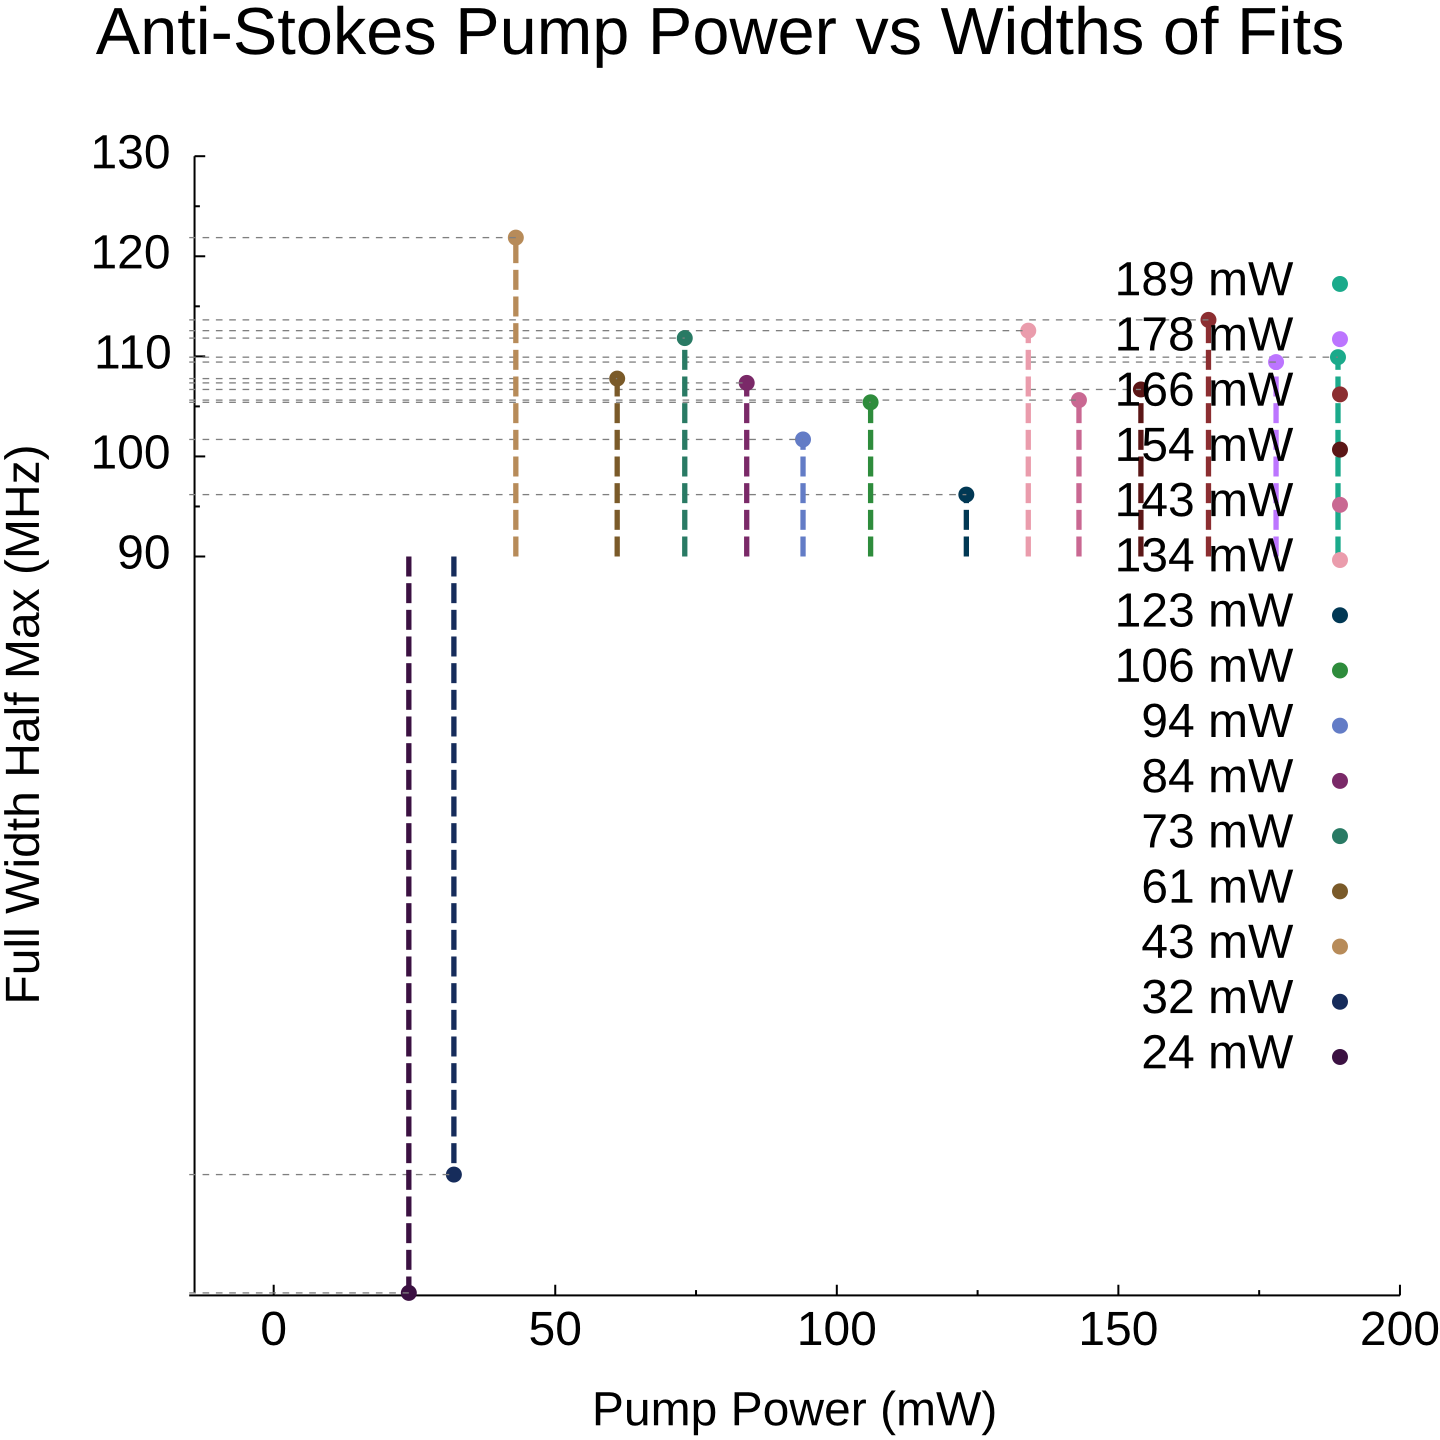 Anti-Stokes Pump Power vs Widths of Fits
130
120
110
100
90
Full Width Half Max (MHz)
189 mW
178 mW
166 mW
154 mW
143 mW
134 mW
123 mW
106 mW
94 mW
84 mW
73 mW
61 mW
43 mW
32 mW
24 mW
0 50 100 150 200
Pump Power (mW)